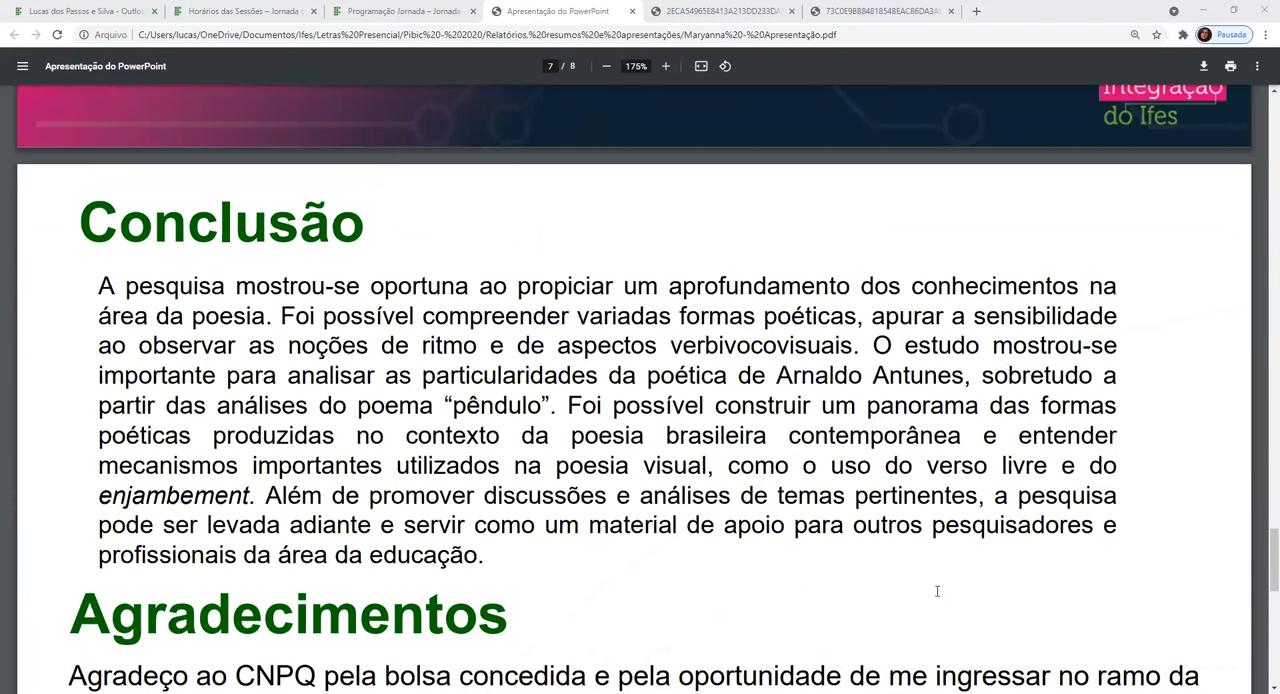 Lucas dos Passos e Silva – Outlo
Horários das Sessões – Jornada
Programação Jornada – Jornada
Apresentação do PowerPoint
Arquivo
C:/Users/lucas/OneDrive/Documentos/Ifes/Letras%20Presencial/Pibic%20-%202020/Relatórios,%20resumos%20e%20apresentações/Maryanna%20-%20Apresentação.pdf
Pausada
Apresentação do PowerPoint
7 / 8
175%
Integração
do Ifes
Conclusão
A pesquisa mostrou-se oportuna ao propiciar um aprofundamento dos conhecimentos na
área da poesia. Foi possível compreender variadas formas poéticas, apurar a sensibilidade
ao observar as noções de ritmo e de aspectos verbivocovisuais. O estudo mostrou-se
importante para analisar as particularidades da poética de Arnaldo Antunes, sobretudo a
partir das análises do poema “pêndulo”. Foi possível construir um panorama das formas
poéticas produzidas no contexto da poesia brasileira contemporânea e entender
mecanismos importantes utilizados na poesia visual, como o uso do verso livre e do
enjambement. Além de promover discussões e análises de temas pertinentes, a pesquisa
pode ser levada adiante e servir como um material de apoio para outros pesquisadores e
profissionais da área da educação.
Agradecimentos
Agradeço ao CNPQ pela bolsa concedida e pela oportunidade de me ingressar no ramo da